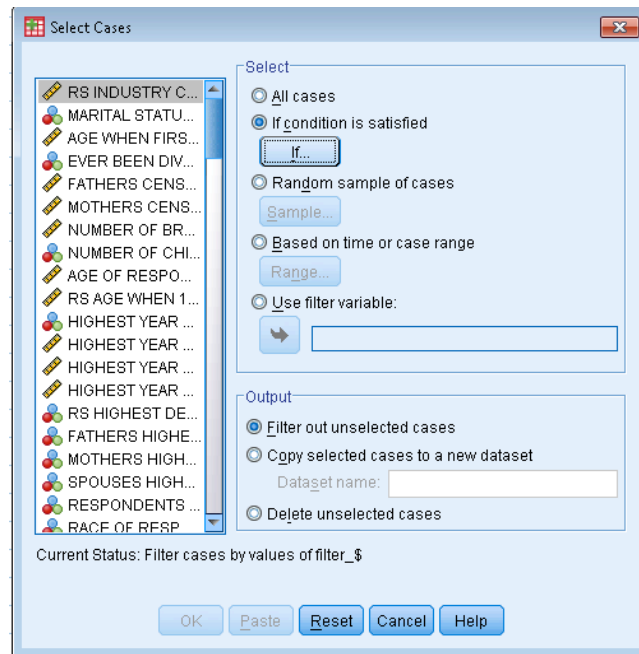 Select Cases
RS INDUSTRY C...
MARITAL STATU...
AGE WHEN FIRS...
EVER BEEN DIV...
FATHERS CENS...
MOTHERS CENS...
NUMBER OF BR...
NUMBER OF CHI...
AGE OF RESPO...
RS AGE WHEN 1...
HIGHEST YEAR ...
HIGHEST YEAR ...
HIGHEST YEAR ...
RS HIGHEST DE...
FATHERS HIGHE...
MOTHERS HIGH...
SPOUSES HIGH...
RESPONDENTS ...
RACE OF RESP
Select
All cases
If condition is satisfied
If...
Random sample of cases
Sample...
Based on time or case range
Range...
Use filter variable:
Output
Filter out unselected cases
Copy selected cases to a new dataset
Dataset name:
Delete unselected cases
Current Status: Filter cases by values of filter_$
OK Paste Reset Cancel Help